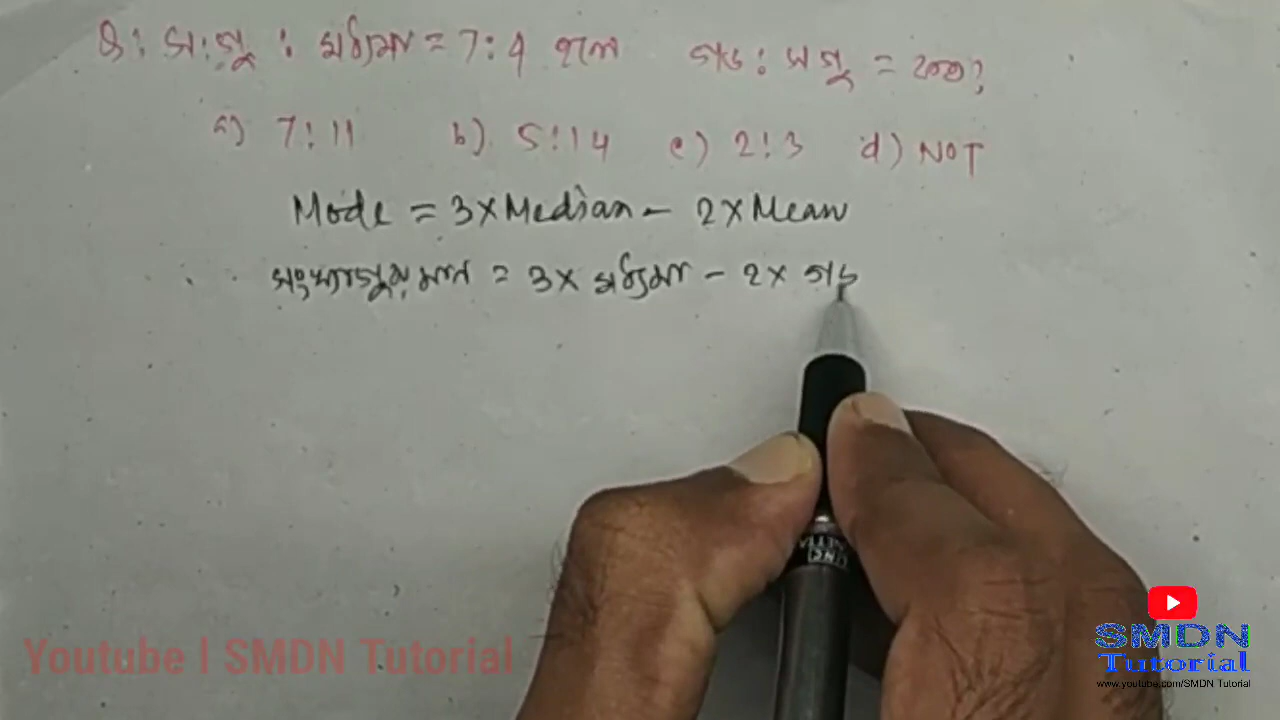 প্র: সং:গু : মধ্যমা = 7:4 হলে গড : সংগু = কত?
a) 7:11 b) 5:14 c) 2:3 d) NOT
Mode = 3×Median - 2×Mean
সংখ্যাগুরু মান = 3× মধ্যমা - 2× গড
UNI
Youtube | SMDN Tutorial
SMDN
Tutorial
www.youtube.com/SMDN Tutorial